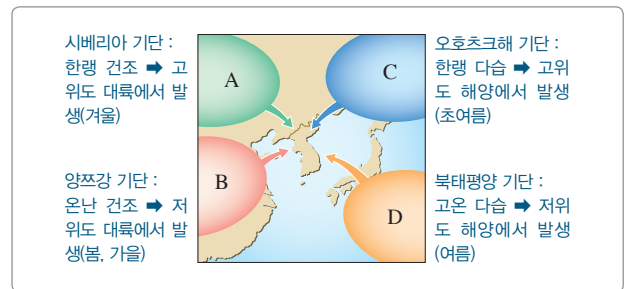 시베리아 기단 :
한랭 건조 ➡ 고
위도 대륙에서 발
생(겨울)
양쯔강 기단 :
온난 건조 ➡ 저
위도 대륙에서 발
생(봄, 가을)
A
C
B
D
오호츠크해 기단 :
한랭 다습 ➡ 고위
도 해양에서 발생
(초여름)
북태평양 기단 :
고온 다습 ➡ 저위
도 해양에서 발생
(여름)